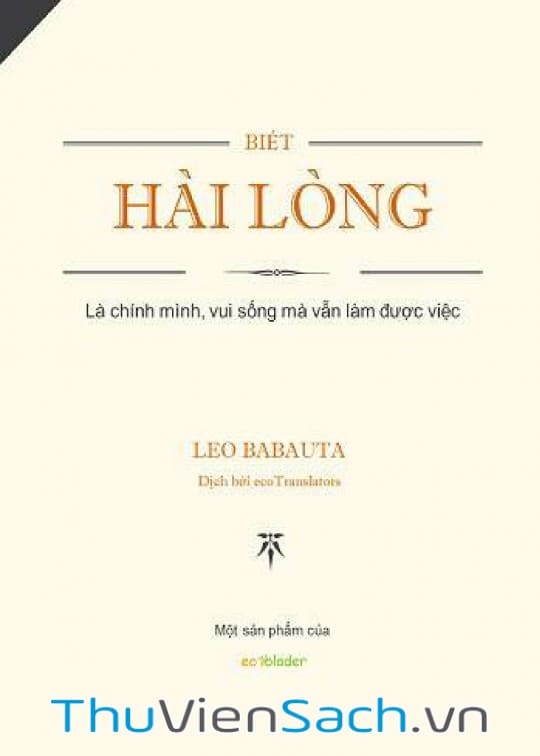 BIẾT
HÀI LÒNG
Là chính mình, vui sống mà vẫn làm được việc
LEO BABAUTA
Dịch bởi ecoTranslators
Một sản phẩm của
ecoblader
ThuVienSach.vn